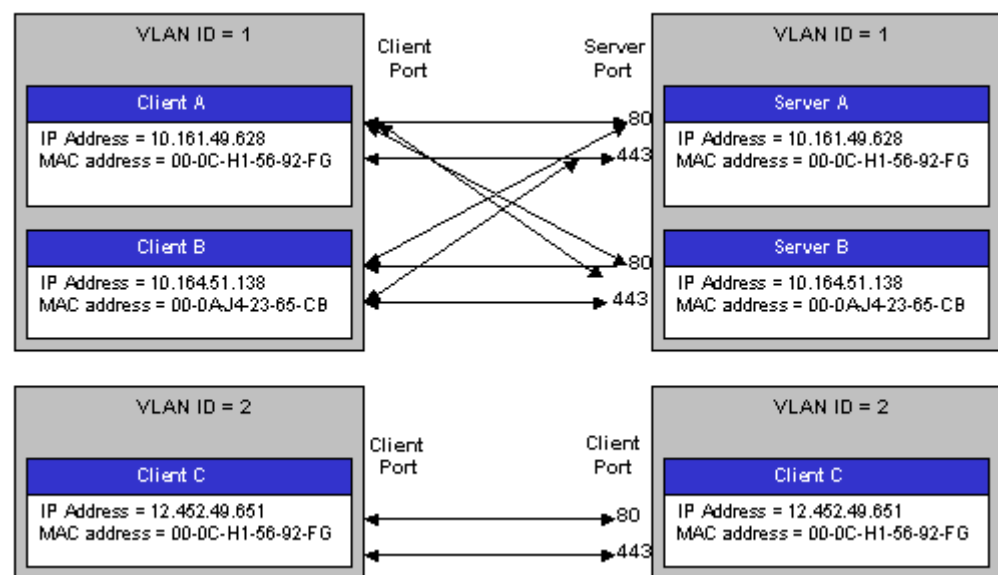 VLAN ID = 1
Client Port
Server Port
VLAN ID = 1
Client A
IP Address = 10.161.49.628
MAC address = 00-0C-H1-56-92-FG
80
443
Server A
IP Address = 10.161.49.628
MAC address = 00-0C-H1-56-92-FG
Client B
IP Address = 10.164.51.138
MAC address = 00-0A-J4-23-65-CB
80
443
Server B
IP Address = 10.164.51.138
MAC address = 00-0A-J4-23-65-CB
VLAN ID = 2
Client Port
Client Port
VLAN ID = 2
Client C
IP Address = 12.452.49.651
MAC address = 00-0C-H1-56-92-FG
80
443
Client C
IP Address = 12.452.49.651
MAC address = 00-0C-H1-56-92-FG